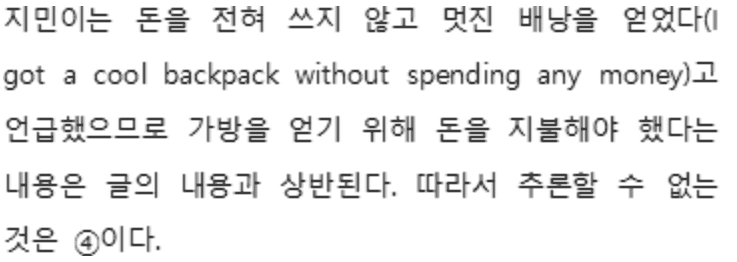 지민이는 돈을 전혀 쓰지 않고 멋진 배낭을 얻었다(I
got a cool backpack without spending any money)고
언급했으므로 가방을 얻기 위해 돈을 지불해야 했다는
내용은 글의 내용과 상반된다. 따라서 추론할 수 없는
것은 ④이다.